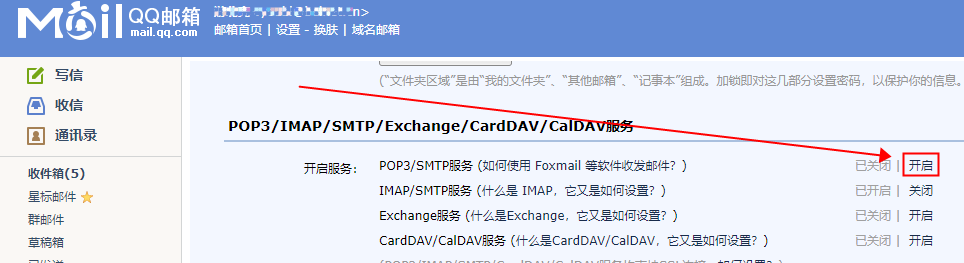 Mail QQ邮箱
mail.qq.com
邮箱首页 | 设置 - 换肤 | 域名邮箱
写信
收信
通讯录
收件箱(5)
星标邮件
群邮件
草稿箱
(“文件夹区域”是由“我的文件夹”、“其他邮箱”、“记事本”组成。加锁即对这几部分设置密码，以保护你的信息。
POP3/IMAP/SMTP/Exchange/CardDAV/CalDAV服务
开启服务： POP3/SMTP服务 (如何使用 Foxmail 等软件收发邮件？) 已关闭 | 开启
IMAP/SMTP服务 (什么是 IMAP，它又是如何设置？) 已开启 | 关闭
Exchange服务 (什么是Exchange，它又是如何设置？) 已关闭 | 开启
CardDAV/CalDAV服务 (什么是CardDAV/CalDAV，它又是如何设置？) 已关闭 | 开启